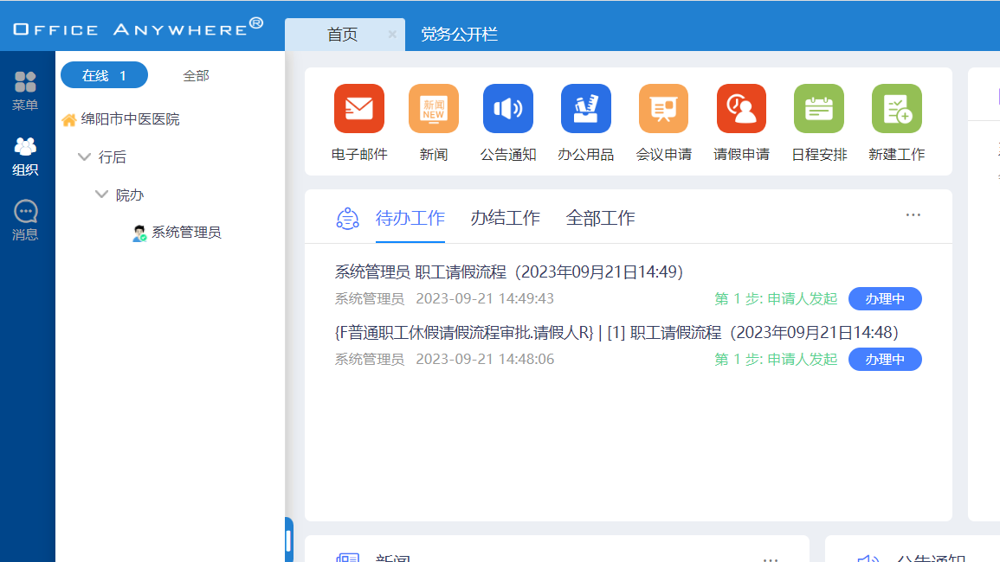 OFFICE ANYWHERE®
首页 × 党务公开栏
在线 1 全部
菜单
组织
消息
绵阳市中医医院
行后
院办
系统管理员
新闻 NEW
电子邮件 新闻 公告通知 办公用品 会议申请 请假申请 日程安排 新建工作
待办工作 办结工作 全部工作 ...
系统管理员 职工请假流程（2023年09月21日14:49）
系统管理员 2023-09-21 14:49:43 第 1 步: 申请人发起 办理中
{F普通职工休假请假流程审批.请假人R} | [1] 职工请假流程（2023年09月21日14:48）
系统管理员 2023-09-21 14:48:06 第 1 步: 申请人发起 办理中
新闻 ... 公告通知